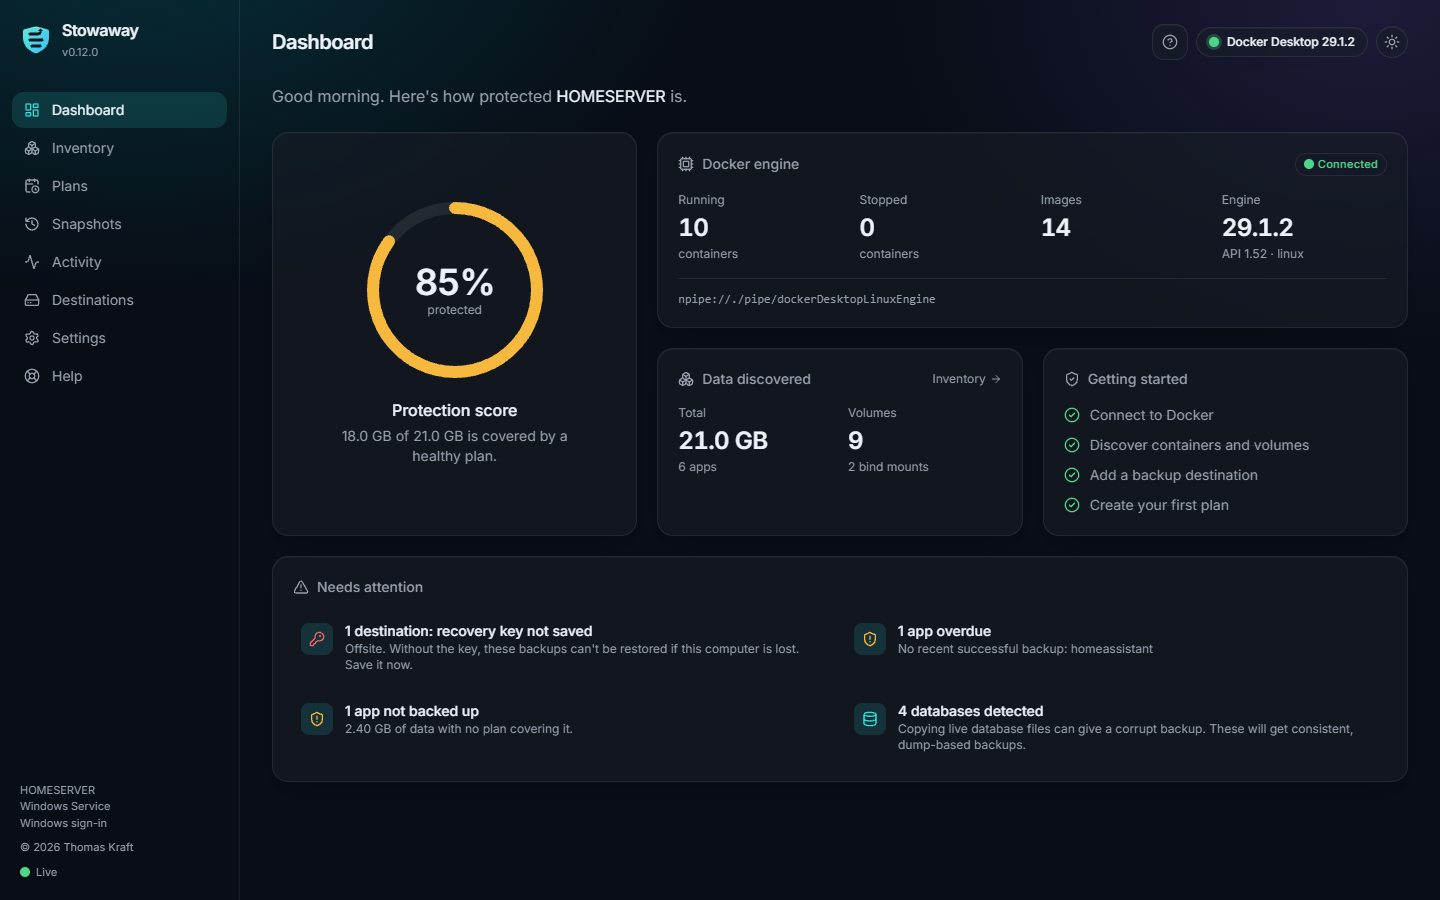 Stowaway
v0.12.0
Dashboard
Inventory
Plans
Snapshots
Activity
Destinations
Settings
Help
HOMESERVER
Windows Service
Windows sign-in
© 2026 Thomas Kraft
Live
Dashboard
Docker Desktop 29.1.2
Good morning. Here's how protected HOMESERVER is.
85%
protected
Protection score
18.0 GB of 21.0 GB is covered by a
healthy plan.
Docker engine
Connected
Running
10
containers
Stopped
0
containers
Images
14
Engine
29.1.2
API 1.52 · linux
npipe://./pipe/dockerDesktopLinuxEngine
Data discovered
Inventory →
Total
21.0 GB
6 apps
Volumes
9
2 bind mounts
Getting started
Connect to Docker
Discover containers and volumes
Add a backup destination
Create your first plan
Needs attention
1 destination: recovery key not saved
Offsite. Without the key, these backups can't be restored if this computer is lost.
Save it now.
1 app overdue
No recent successful backup: homeassistant
1 app not backed up
2.40 GB of data with no plan covering it.
4 databases detected
Copying live database files can give a corrupt backup. These will get consistent,
dump-based backups.